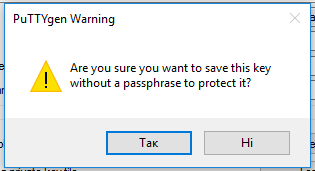 PuTTYgen Warning
Are you sure you want to save this key
without a passphrase to protect it?
Так
Ні